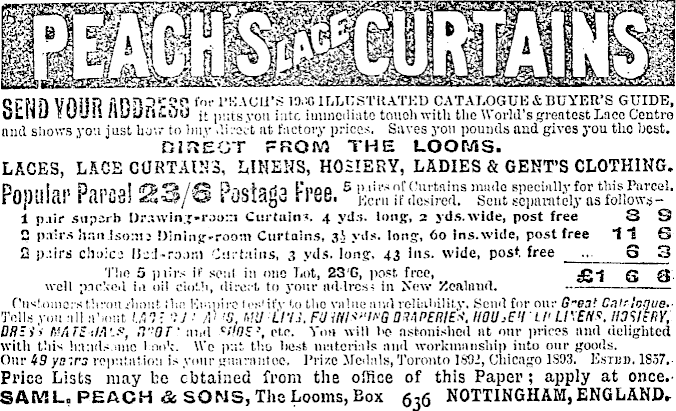 PEACH'S LACE CURTAINS
SEND YOUR ADDRESS for PEACH'S 1906 ILLUSTRATED CATALOGUE & BUYER'S GUIDE,
it puts you into immediate touch with the World's greatest Lace Centre
and shows you just how to buy direct at factory prices. Saves you pounds and gives you the best.
DIRECT FROM THE LOOMS.
LACES, LACE CURTAINS, LINENS, HOSIERY, LADIES & GENT'S CLOTHING.
Popular Parcel 23/6 Postage Free. 5 pairs of Curtains made specially for this Parcel.
Ecru if desired. Sent separately as follows—
1 pair superb Drawing-room Curtains, 4 yds. long, 2 yds. wide, post free 8 9
2 pairs handsome Dining-room Curtains, 3½ yds. long, 60 ins. wide, post free 11 6
2 pairs choice Bed-room Curtains, 3 yds. long, 43 ins. wide, post free ... 6 3
The 5 pairs if sent in one Lot, 23/6, post free,
well packed in oil cloth, direct to your address in New Zealand. £1 6 6
Customers throughout the Empire testify to the value and reliability. Send for our Great Catalogue.
Tells you all about LACE CURTAINS, MUSLINS, FURNISHING DRAPERIES, HOUSEHOLD LINENS, HOSIERY,
DRESS MATERIALS, BOOTS and SHOES, etc. You will be astonished at our prices and delighted
with this handsome book. We put the best materials and workmanship into our goods.
Our 49 years reputation is your guarantee. Prize Medals, Toronto 1892, Chicago 1893. ESTBD. 1857.
Price Lists may be obtained from the office of this Paper; apply at once.
SAML. PEACH & SONS, The Looms, Box 636 NOTTINGHAM, ENGLAND.